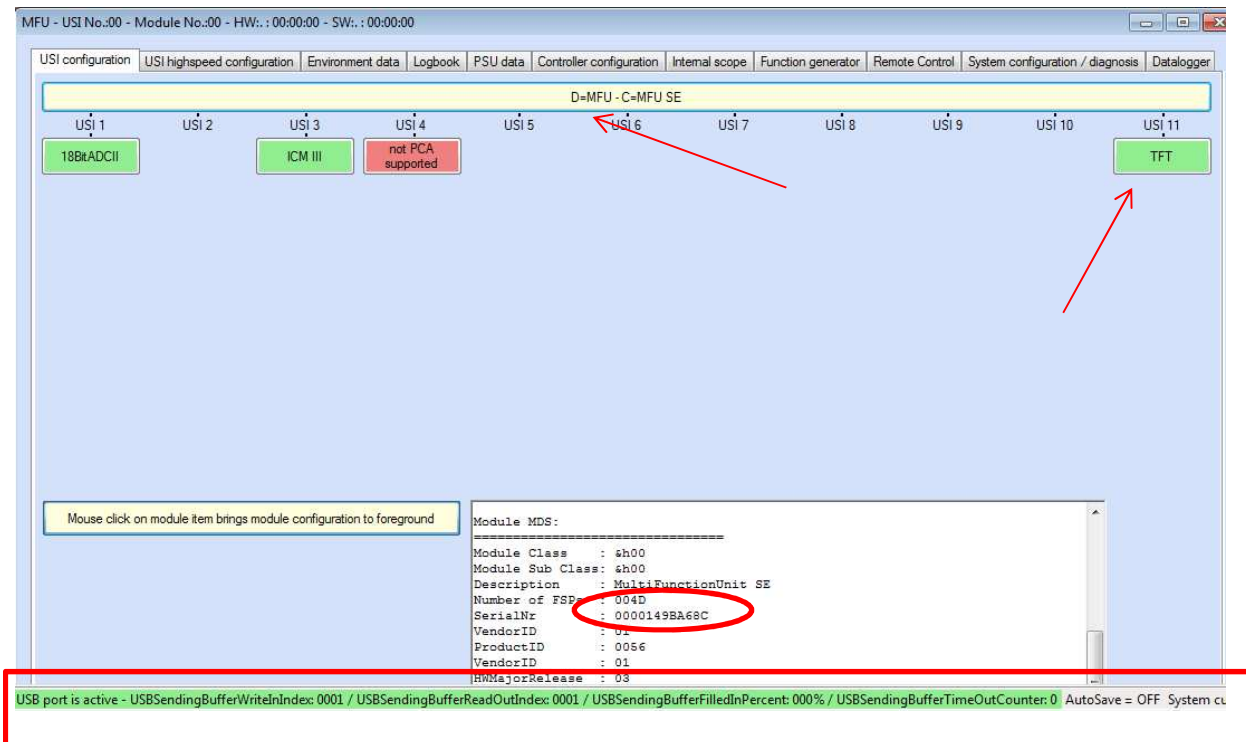 MFU - USI No.:00 - Module No.:00 - HW:. : 00:00:00 - SW:. : 00:00:00
USI configuration USI highspeed configuration Environment data Logbook PSU data Controller configuration Internal scope Function generator Remote Control System configuration / diagnosis Datalogger
D=MFU - C=MFU SE
USI 1 USI 2 USI 3 USI 4 USI 5 USI 6 USI 7 USI 8 USI 9 USI 10 USI 11
18BitADCII ICM III not PCA supported TFT
Mouse click on module item brings module configuration to foreground
Module MDS:
==================================
Module Class : &h00
Module Sub Class: &h00
Description : MultiFunctionUnit SE
Number of : 004D
SerialNr : 0000149BA68C
VendorID : 01
ProductID : 0056
VendorID : 01
HWMajorRelease : 03
USB port is active - USBSendingBufferWriteInIndex: 0001 / USBSendingBufferReadOutIndex: 0001 / USBSendingBufferFilledInPercent: 000% / USBSendingBufferTimeOutCounter: 0 AutoSave = OFF System cu